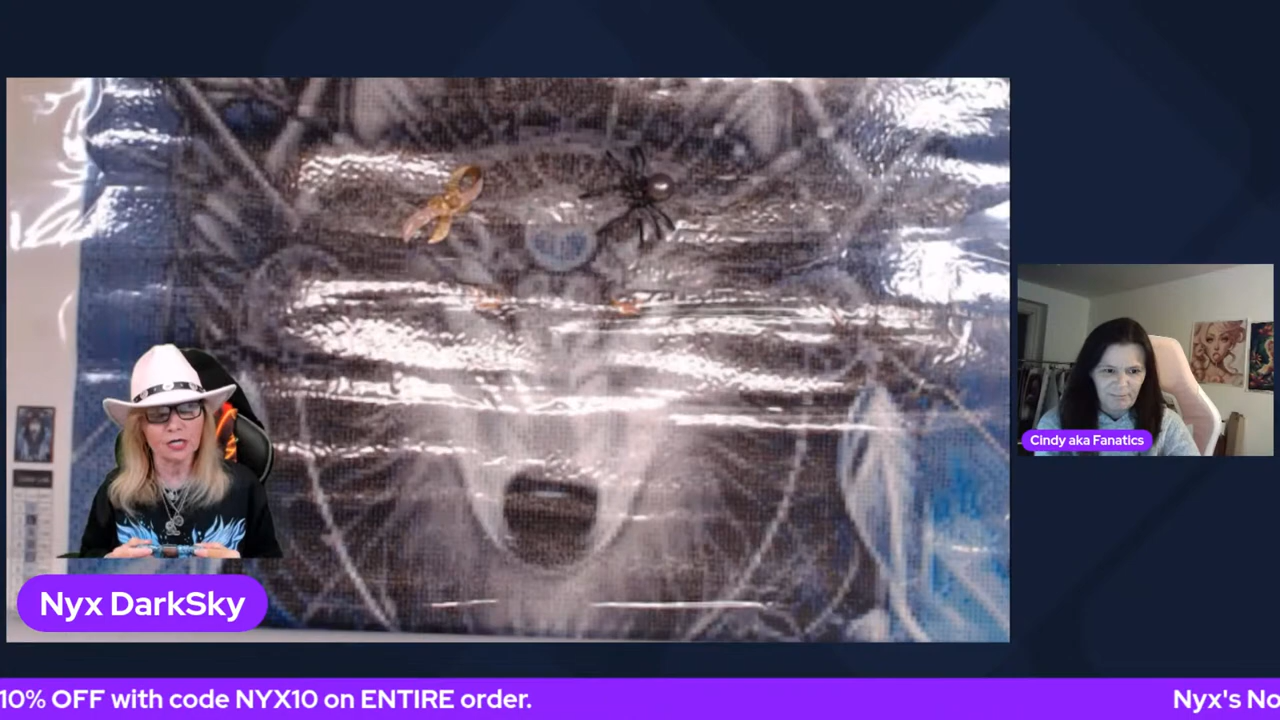 Cindy aka Fanatics
Nyx DarkSky
10% OFF with code NYX10 on ENTIRE order.
Nyx's No